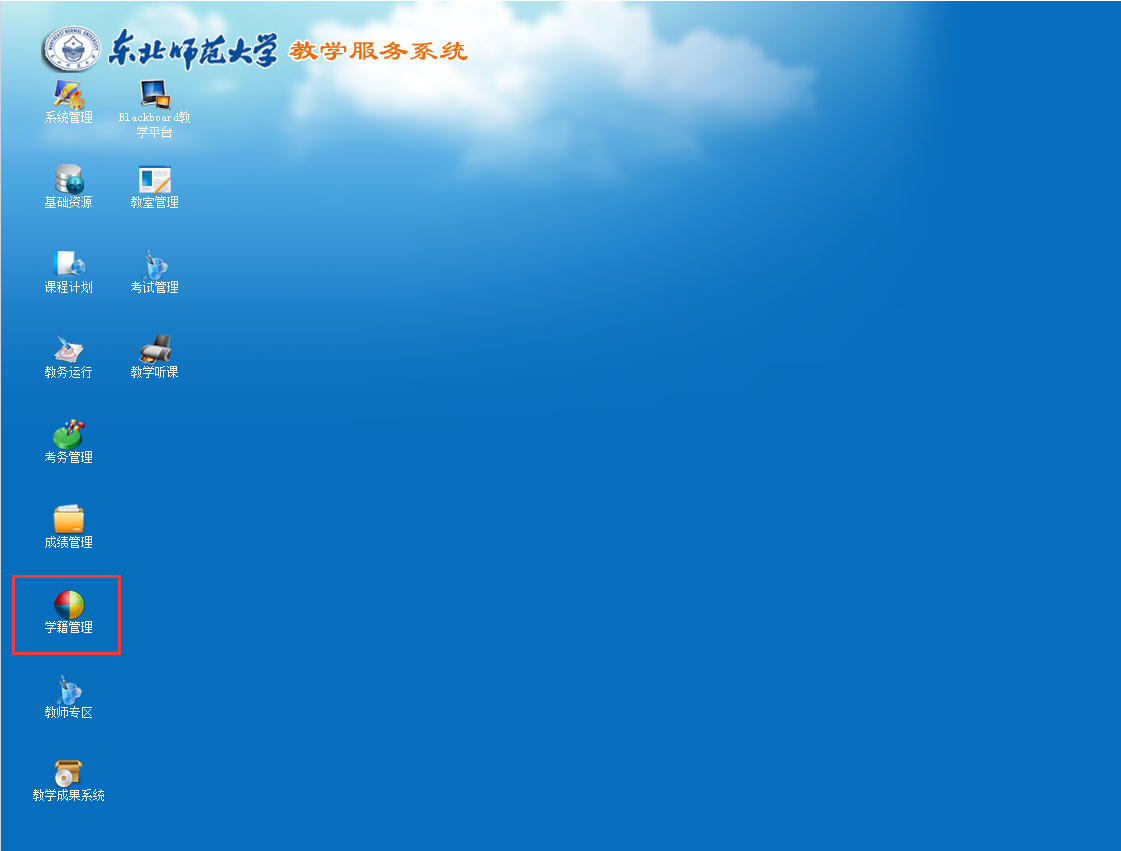 东北师范大学 教学服务系统
系统管理
Blackboard教
学平台
基础资源
教室管理
课程计划
考试管理
教务运行
教学听课
考务管理
成绩管理
学籍管理
教师专区
教学成果系统